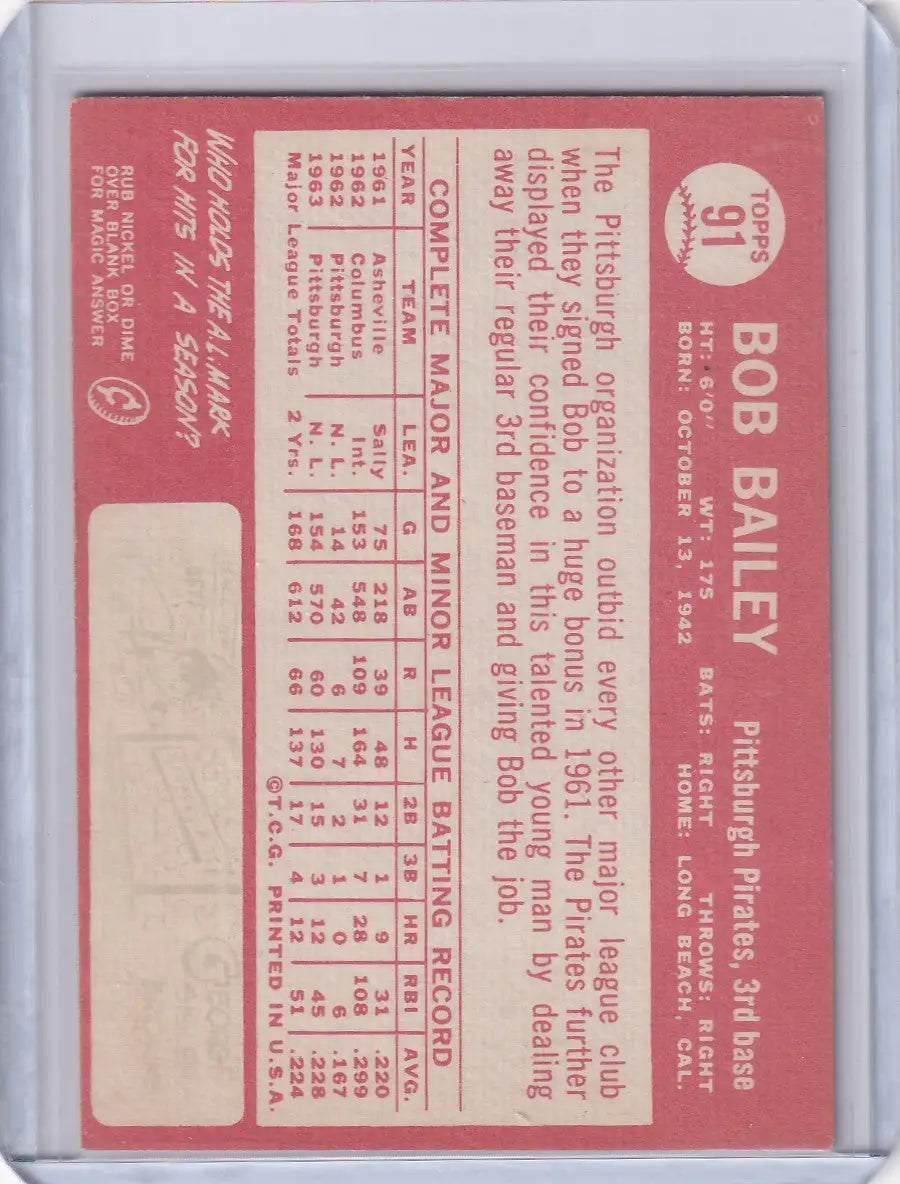 TOPPS
91
BOB BAILEY Pittsburgh Pirates, 3rd base
HT: 6'0" WT: 175 BATS: RIGHT THROWS: RIGHT
BORN: OCTOBER 13, 1942 HOME: LONG BEACH, CAL.
The Pittsburgh organization outbid every other major league club
when they signed Bob to a huge bonus in 1961. The Pirates further
displayed their confidence in this talented young man by dealing
away their regular 3rd baseman and giving Bob the job.
COMPLETE MAJOR AND MINOR LEAGUE BATTING RECORD
YEAR TEAM LEA. G AB R H 2B 3B HR RBI AVG.
1961 Asheville Sally 75 218 39 48 12 1 9 31 .220
1962 Columbus Int. 153 548 109 164 31 7 28 108 .299
1962 Pittsburgh N. L. 14 42 6 7 2 1 0 6 .167
1963 Pittsburgh N. L. 154 570 60 130 15 3 12 45 .228
Major League Totals 2 Yrs. 168 612 66 137 17 4 12 51 .224
©T.C.G. PRINTED IN U.S.A.
WHO HOLDS THE A.L. MARK
FOR HITS IN A SEASON?
RUB NICKEL OR DIME
OVER BLANK BOX
FOR MAGIC ANSWER
GEORGE